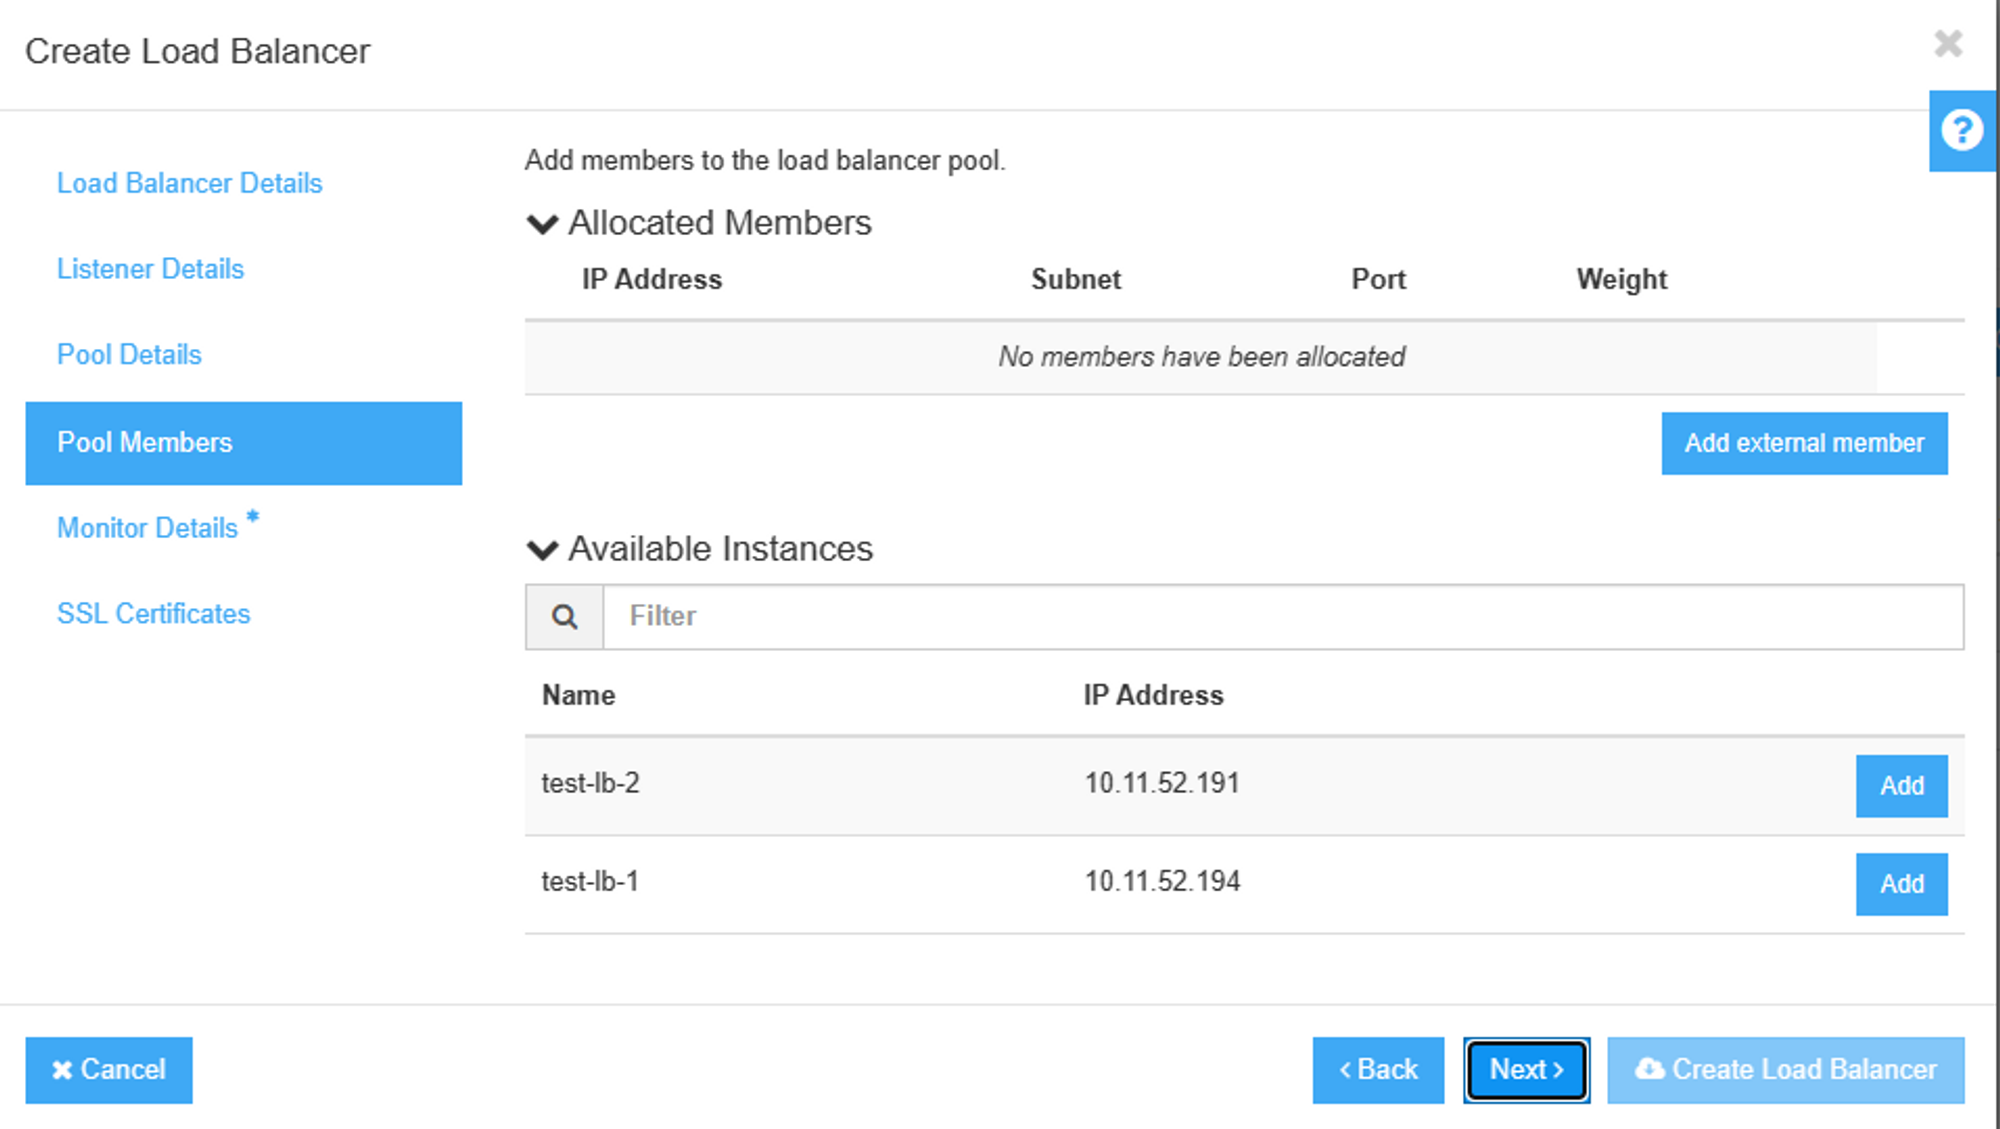 Create Load Balancer
Load Balancer Details
Listener Details
Pool Details
Pool Members
Monitor Details *
SSL Certificates
Add members to the load balancer pool.
Allocated Members
IP Address Subnet Port Weight
No members have been allocated
Add external member
Available Instances
Filter
Name IP Address
test-lb-2 10.11.52.191 Add
test-lb-1 10.11.52.194 Add
Cancel
Back
Next
Create Load Balancer